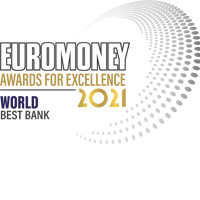 EUROMONEY
AWARDS FOR EXCELLENCE
2021
WORLD
BEST BANK